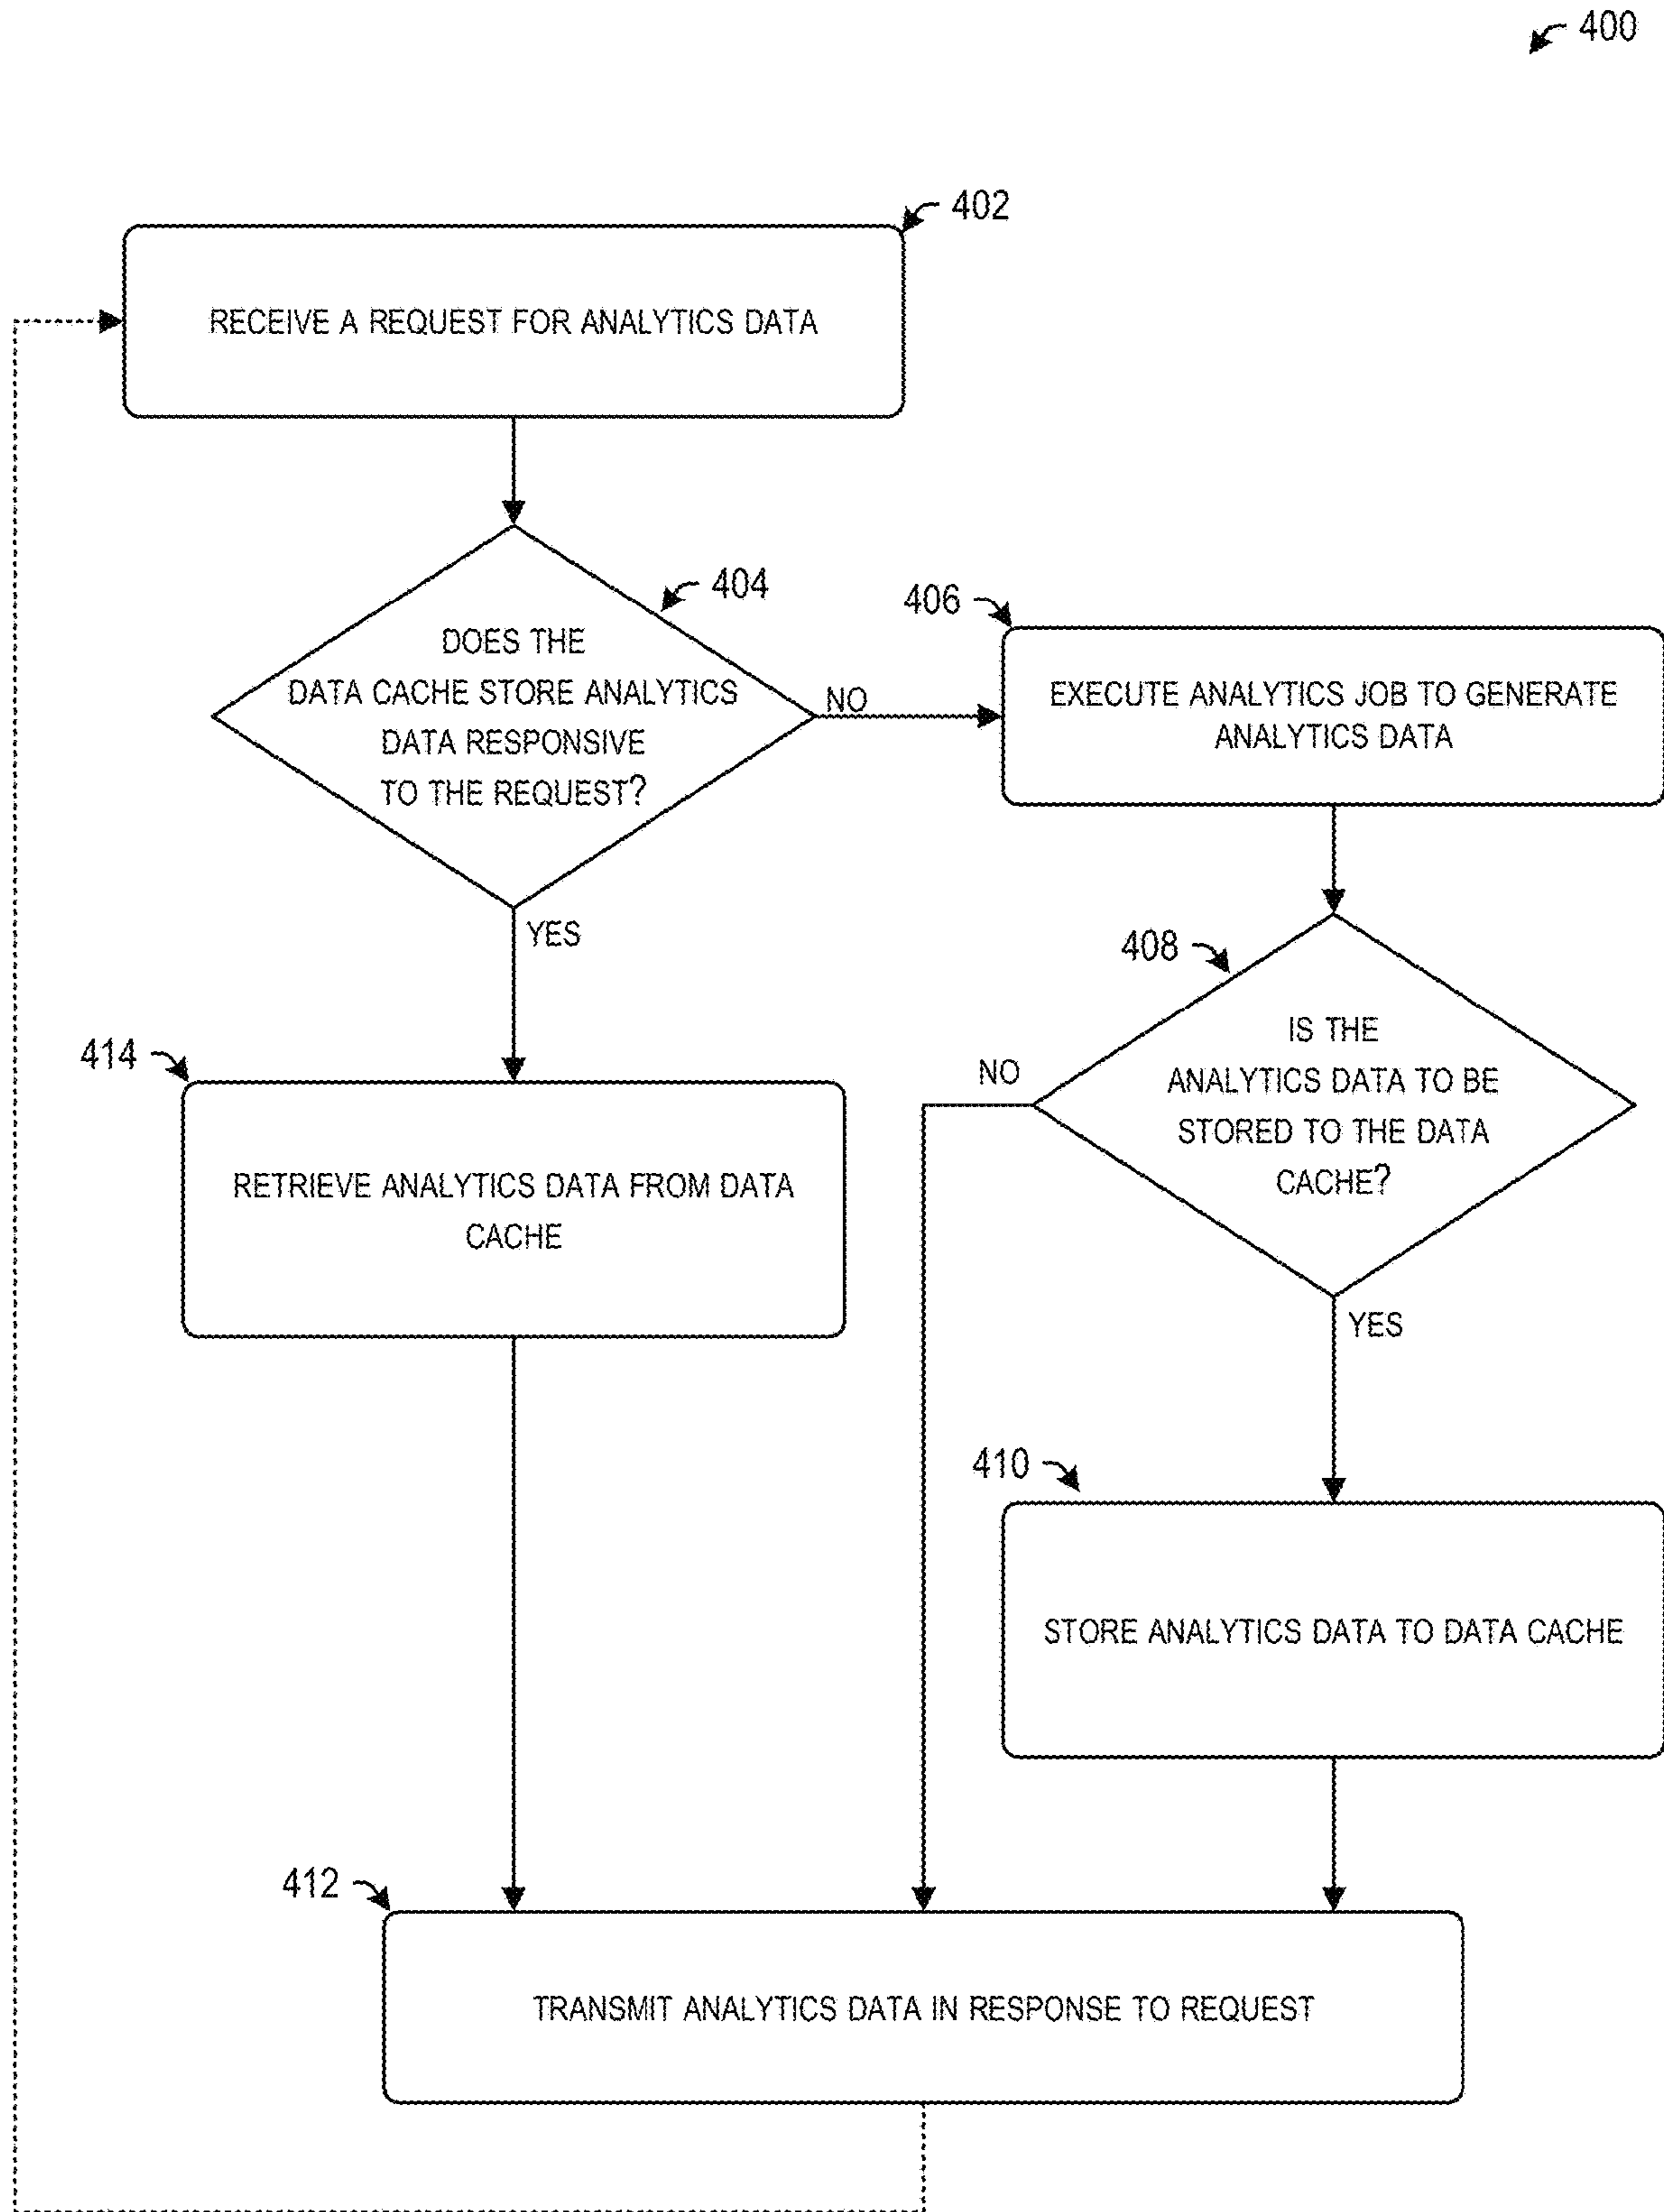 400
402
RECEIVE A REQUEST FOR ANALYTICS DATA
404
DOES THE
DATA CACHE STORE ANALYTICS
DATA RESPONSIVE
TO THE REQUEST?
NO
YES
406
EXECUTE ANALYTICS JOB TO GENERATE
ANALYTICS DATA
408
IS THE
ANALYTICS DATA TO BE
STORED TO THE DATA
CACHE?
NO
YES
414
RETRIEVE ANALYTICS DATA FROM DATA
CACHE
410
STORE ANALYTICS DATA TO DATA CACHE
412
TRANSMIT ANALYTICS DATA IN RESPONSE TO REQUEST